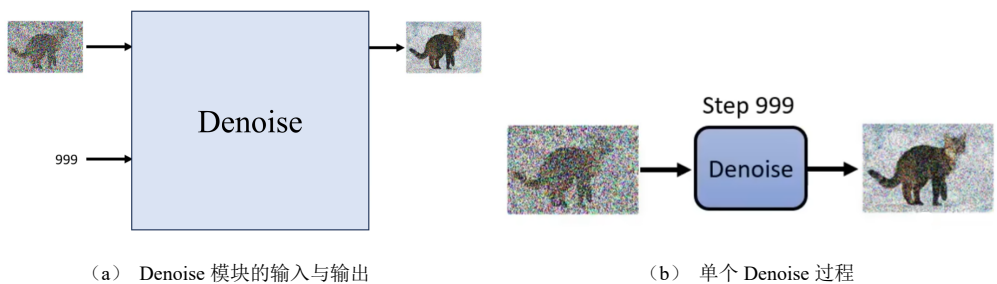 Denoise
999
Step 999
Denoise
（a） Denoise 模块的输入与输出
（b） 单个 Denoise 过程